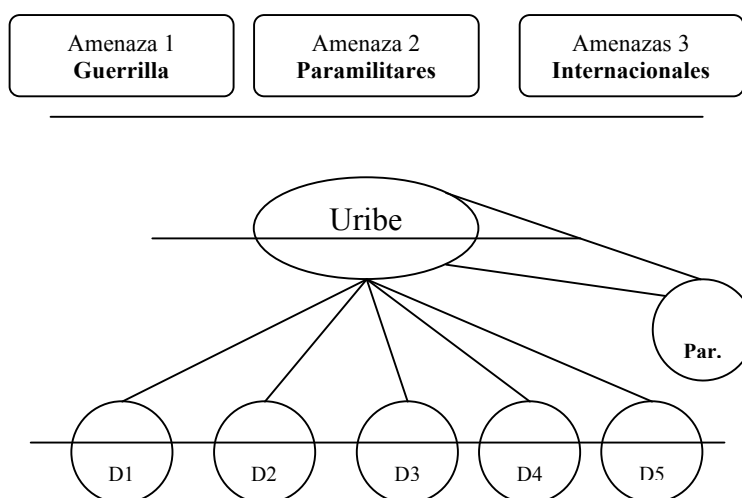 Amenaza 1
Guerrilla
Amenaza 2
Paramilitares
Amenazas 3
Internacionales
Uribe
Par.
D1
D2
D3
D4
D5